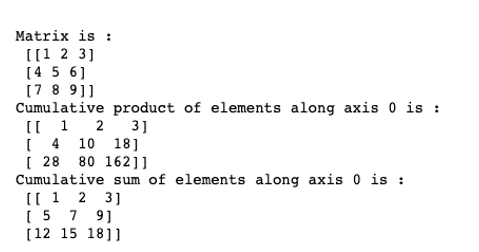 Matrix is :
[[1 2 3]
[4 5 6]
[7 8 9]]
Cumulative product of elements along axis 0 is :
[[  1   2   3]
[  4  10  18]
[ 28  80 162]]
Cumulative sum of elements along axis 0 is :
[[ 1  2  3]
[ 5  7  9]
[12 15 18]]